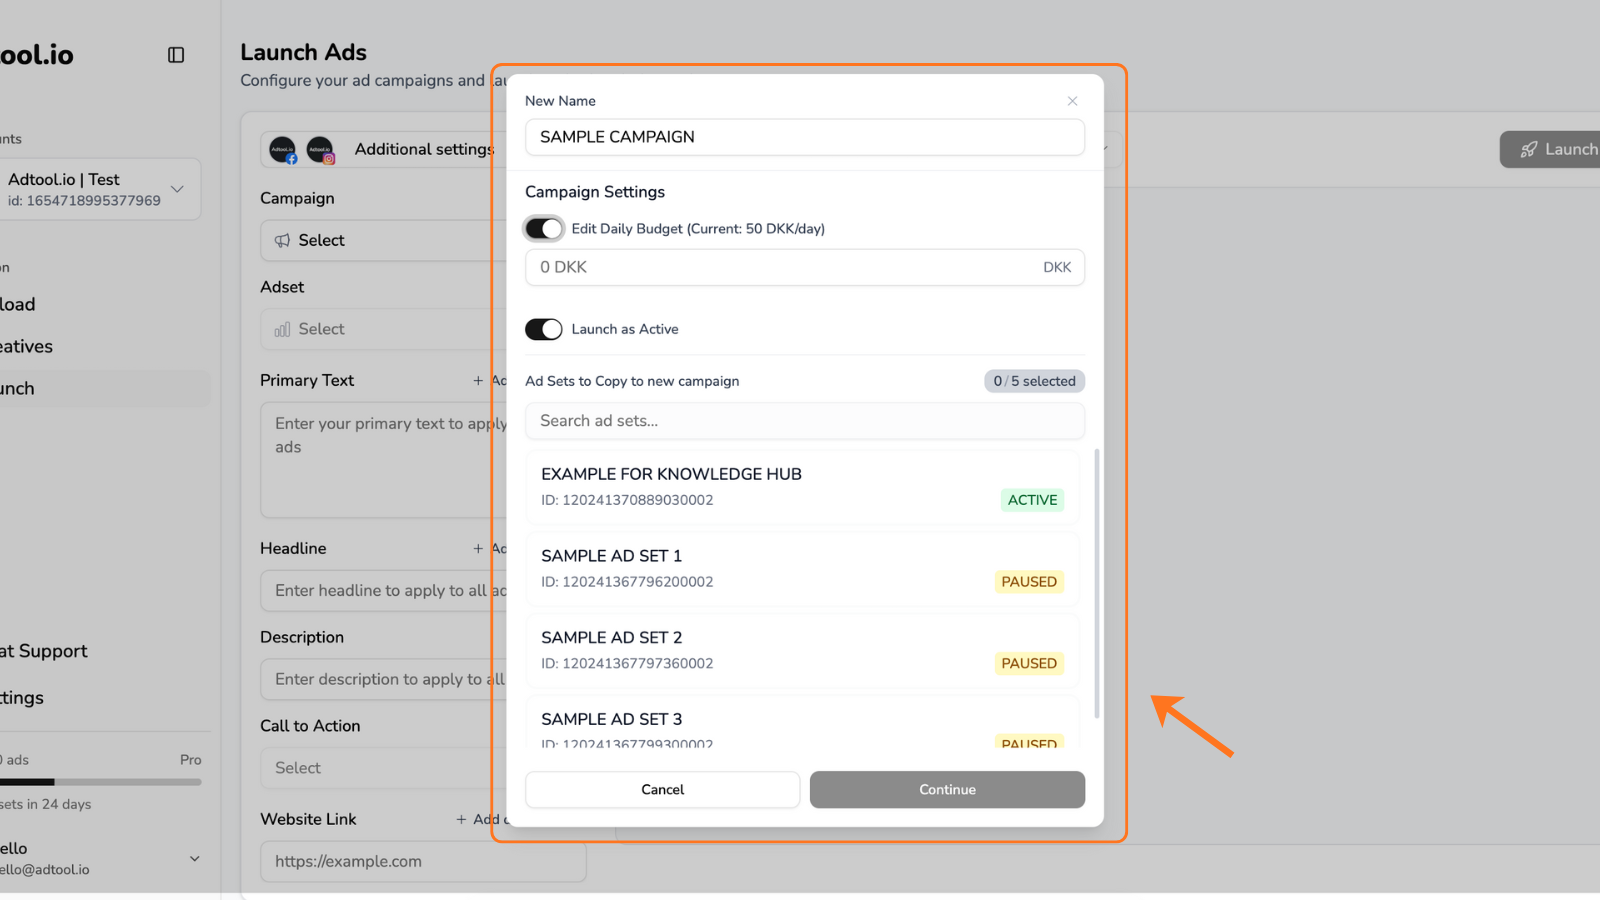 ool.io
unts
Adtool.io | Test
id: 1654718995377969
on
load
eatives
unch
at Support
ttings
0 ads
Pro
sets in 24 days
ello
ello@adtool.io
Launch Ads
Configure your ad campaigns and lau
Additional settings
Launch
Campaign
Select
Adset
Select
Primary Text
+ Ad
Enter your primary text to apply
ads
Headline
+ Ad
Enter headline to apply to all ad
Description
Enter description to apply to all
Call to Action
Select
Website Link
+ Add
https://example.com
New Name
SAMPLE CAMPAIGN
Campaign Settings
Edit Daily Budget (Current: 50 DKK/day)
0 DKK
DKK
Launch as Active
Ad Sets to Copy to new campaign
0/5 selected
Search ad sets...
EXAMPLE FOR KNOWLEDGE HUB
ID: 120241370889030002
ACTIVE
SAMPLE AD SET 1
ID: 120241367796200002
PAUSED
SAMPLE AD SET 2
ID: 120241367797360002
PAUSED
SAMPLE AD SET 3
ID: 120241367799300002
PAUSED
Cancel
Continue